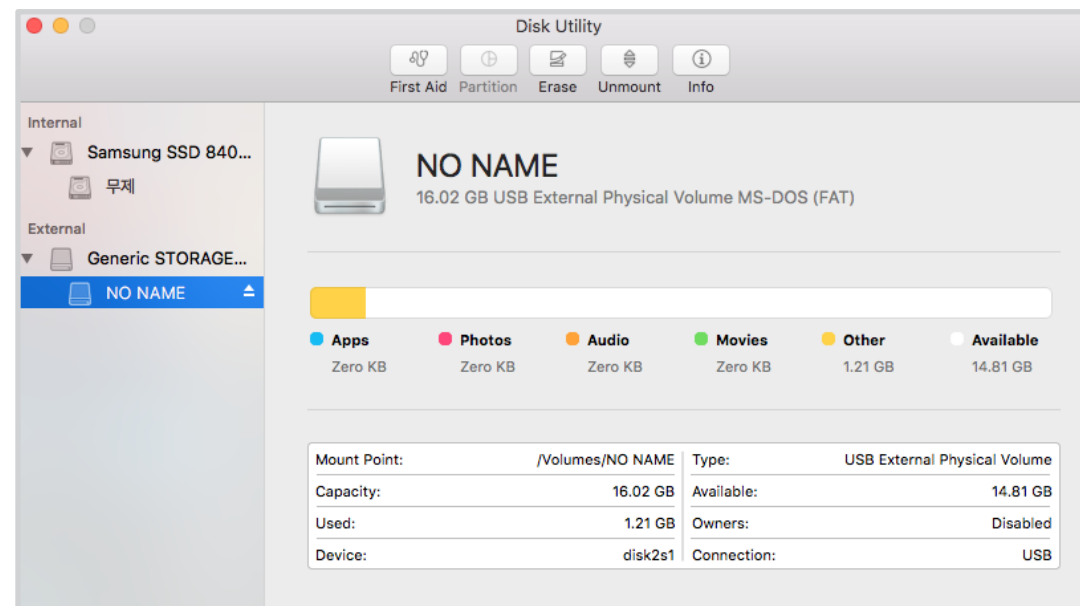 Disk Utility
First Aid Partition Erase Unmount Info
Internal
Samsung SSD 840...
무제
External
Generic STORAGE...
NO NAME
NO NAME
16.02 GB USB External Physical Volume MS-DOS (FAT)
Apps Photos Audio Movies Other Available
Zero KB Zero KB Zero KB Zero KB 1.21 GB 14.81 GB
Mount Point: /Volumes/NO NAME Type: USB External Physical Volume
Capacity: 16.02 GB Available: 14.81 GB
Used: 1.21 GB Owners: Disabled
Device: disk2s1 Connection: USB